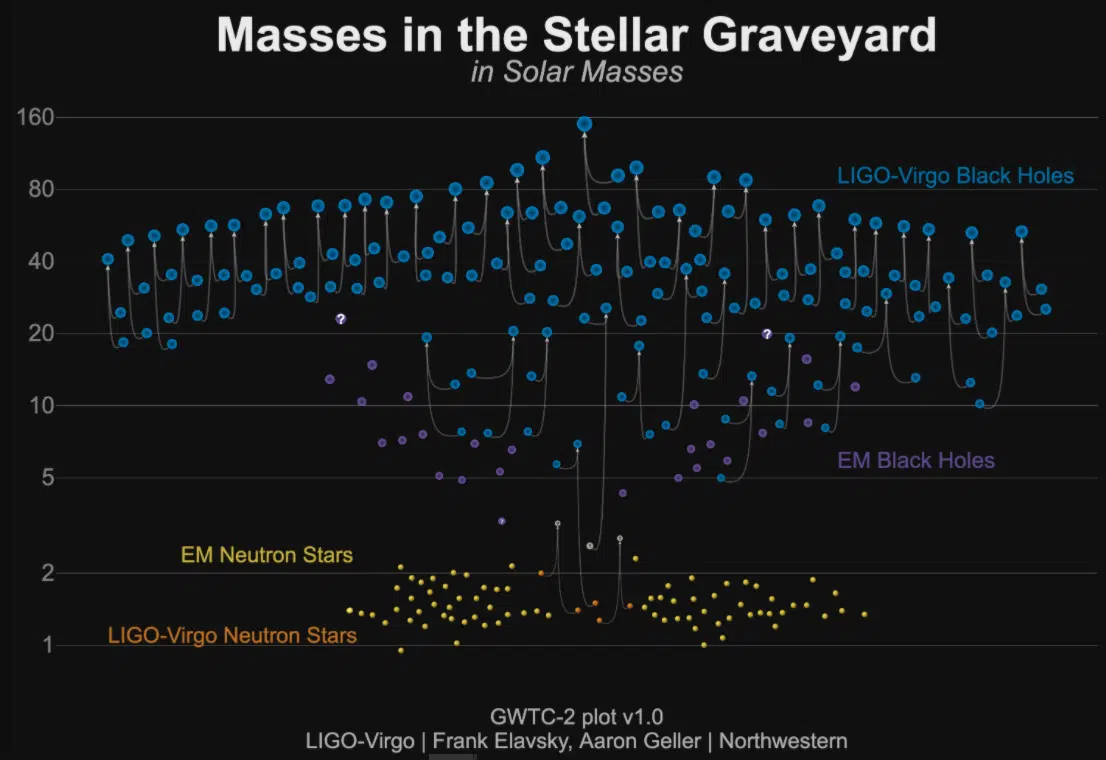 Masses in the Stellar Graveyard
in Solar Masses
160
LIGO-Virgo Black Holes
80
40
20
?
?
10
EM Black Holes
5
EM Neutron Stars
2
LIGO-Virgo Neutron Stars
1
GWTC-2 plot v1.0
LIGO-Virgo | Frank Elavsky, Aaron Geller | Northwestern